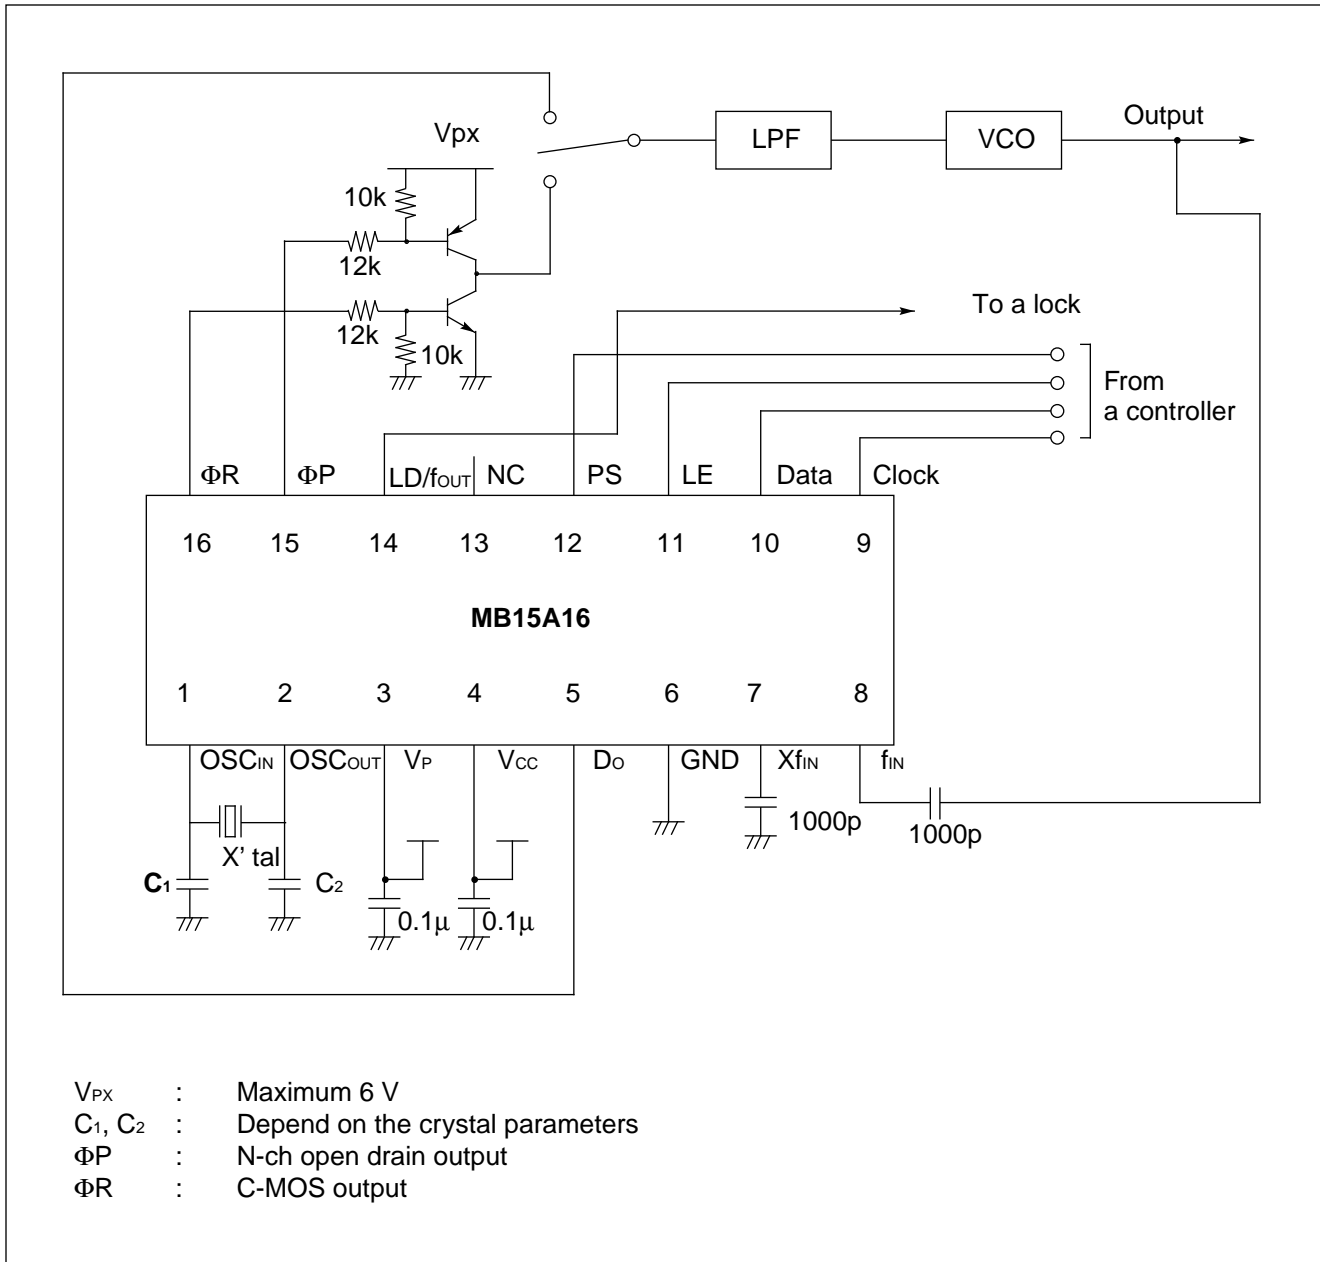 Output
Vpx
LPF
VCO
10k
12k
To a lock
12k
10k
From
a controller
ΦR
ΦP
LD/fOUT
NC
PS
LE
Data
Clock
16
15
14
13
12
11
10
9
MB15A16
1
2
3
4
5
6
7
8
OSCIN
OSCOUT
VP
VCC
DO
GND
XfIN
fIN
1000p
1000p
X' tal
C1
C2
0.1μ
0.1μ
VPX : Maximum 6 V
C1, C2 : Depend on the crystal parameters
ΦP : N-ch open drain output
ΦR : C-MOS output